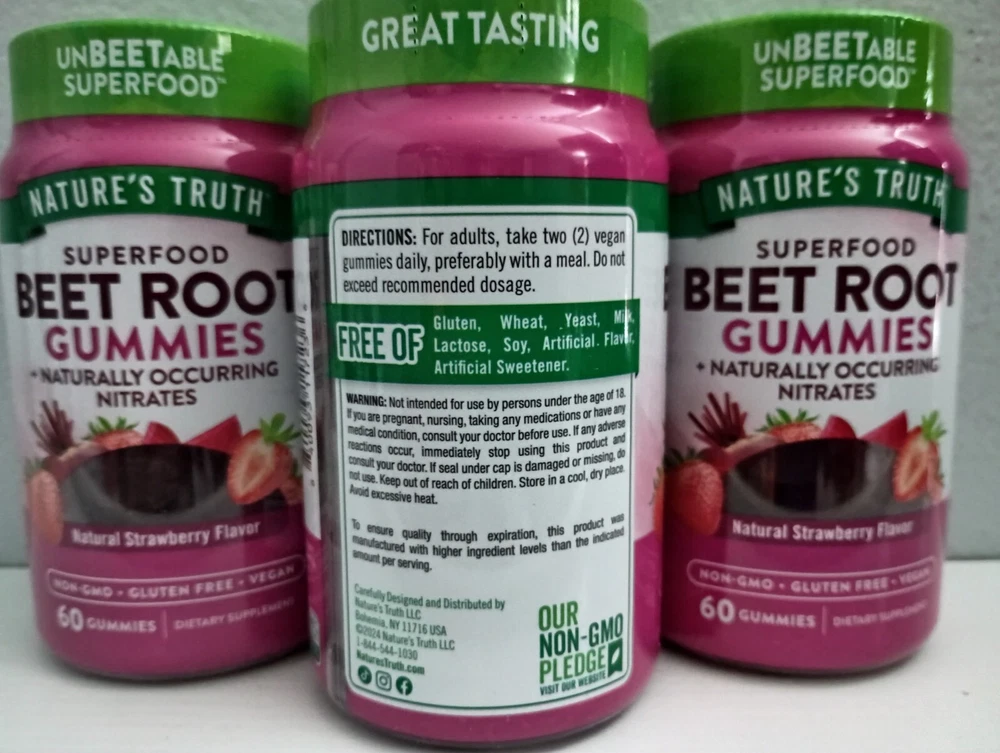 UNBEETABLE
SUPERFOOD™
NATURE'S TRUTH
SUPERFOOD
BEET ROOT
GUMMIES
+ NATURALLY OCCURRING
NITRATES
Natural Strawberry Flavor
NON-GMO • GLUTEN FREE • VEGAN
60 GUMMIES | DIETARY SUPPLEMENT
GREAT TASTING
DIRECTIONS: For adults, take two (2) vegan
gummies daily, preferably with a meal. Do not
exceed recommended dosage.
FREE OF
Gluten, Wheat, Yeast, Milk,
Lactose, Soy, Artificial Flavor,
Artificial Sweetener.
WARNING: Not intended for use by persons under the age of 18.
If you are pregnant, nursing, taking any medications or have any
medical condition, consult your doctor before use. If any adverse
reactions occur, immediately stop using this product and
consult your doctor. If seal under cap is damaged or missing, do
not use. Keep out of reach of children. Store in a cool, dry place.
Avoid excessive heat.
To ensure quality through expiration, this product was
manufactured with higher ingredient levels than the indicated
amount per serving.
Carefully Designed and Distributed by
Nature's Truth LLC
Bohemia, NY 11716 USA
©2024 Nature's Truth LLC
1-844-544-1030
NaturesTruth.com
OUR
NON-GMO
PLEDGE
VISIT OUR WEBSITE
UNBEETABLE
SUPERFOOD™
NATURE'S TRUTH
SUPERFOOD
BEET ROOT
GUMMIES
+ NATURALLY OCCURRING
NITRATES
Natural Strawberry Flavor
NON-GMO • GLUTEN FREE • VEGAN
60 GUMMIES | DIETARY SUPPLEMENT